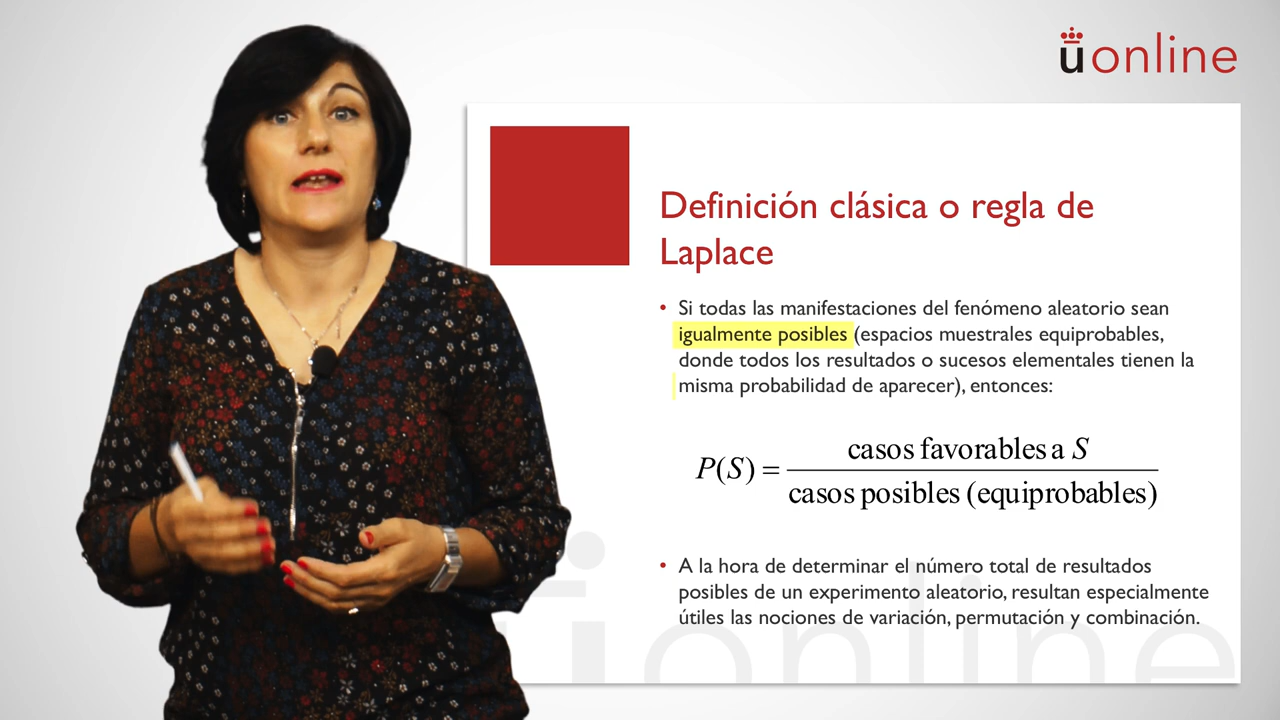 uonline
Definición clásica o regla de
Laplace
• Si todas las manifestaciones del fenómeno aleatorio sean
igualmente posibles (espacios muestrales equiprobables,
donde todos los resultados o sucesos elementales tienen la
misma probabilidad de aparecer), entonces:
P(S) = casos favorables a S
casos posibles (equiprobables)
• A la hora de determinar el número total de resultados
posibles de un experimento aleatorio, resultan especialmente
útiles las nociones de variación, permutación y combinación.
uonline